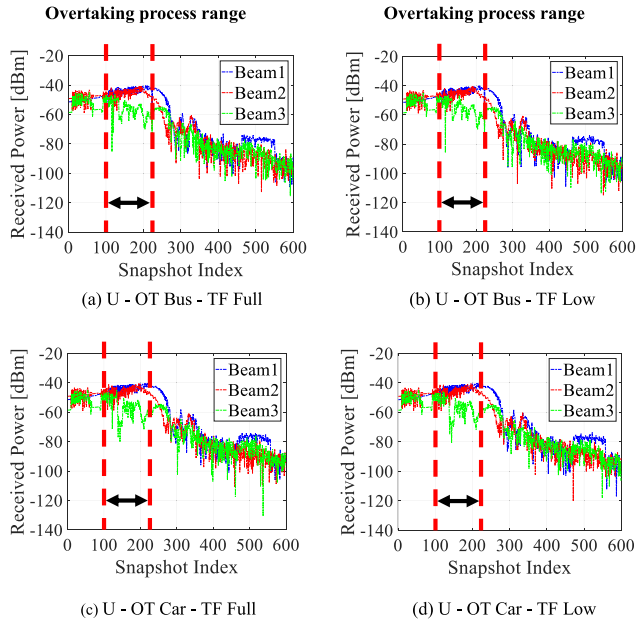 Overtaking process range
Overtaking process range
-20
-40
-60
-80
-100
-120
-140
Received Power [dBm]
Beam1
Beam2
Beam3
0 100 200 300 400 500 600
Snapshot Index
(a) U - OT Bus - TF Full
-20
-40
-60
-80
-100
-120
-140
Received Power [dBm]
Beam1
Beam2
Beam3
0 100 200 300 400 500 600
Snapshot Index
(b) U - OT Bus - TF Low
-20
-40
-60
-80
-100
-120
-140
Received Power [dBm]
Beam1
Beam2
Beam3
0 100 200 300 400 500 600
Snapshot Index
(c) U - OT Car - TF Full
-20
-40
-60
-80
-100
-120
-140
Received Power [dBm]
Beam1
Beam2
Beam3
0 100 200 300 400 500 600
Snapshot Index
(d) U - OT Car - TF Low